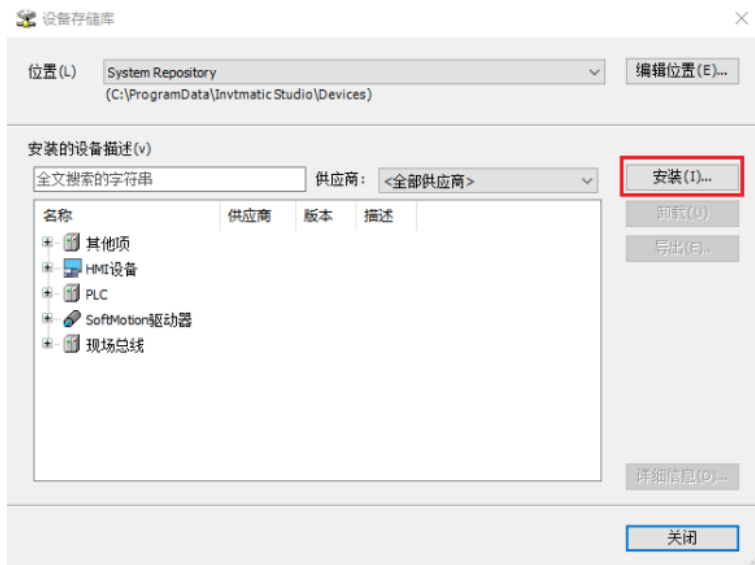 设备存储库
位置(L) System Repository 编辑位置(E)...
(C:\ProgramData\Invtmatic Studio\Devices)
安装的设备描述(v)
全文搜索的字符串 供应商: <全部供应商> 安装(I)...
名称 供应商 版本 描述 卸载(U)
其他项 导出(E)..
HMI设备
PLC
SoftMotion驱动器
现场总线
详细信息(D)...
关闭